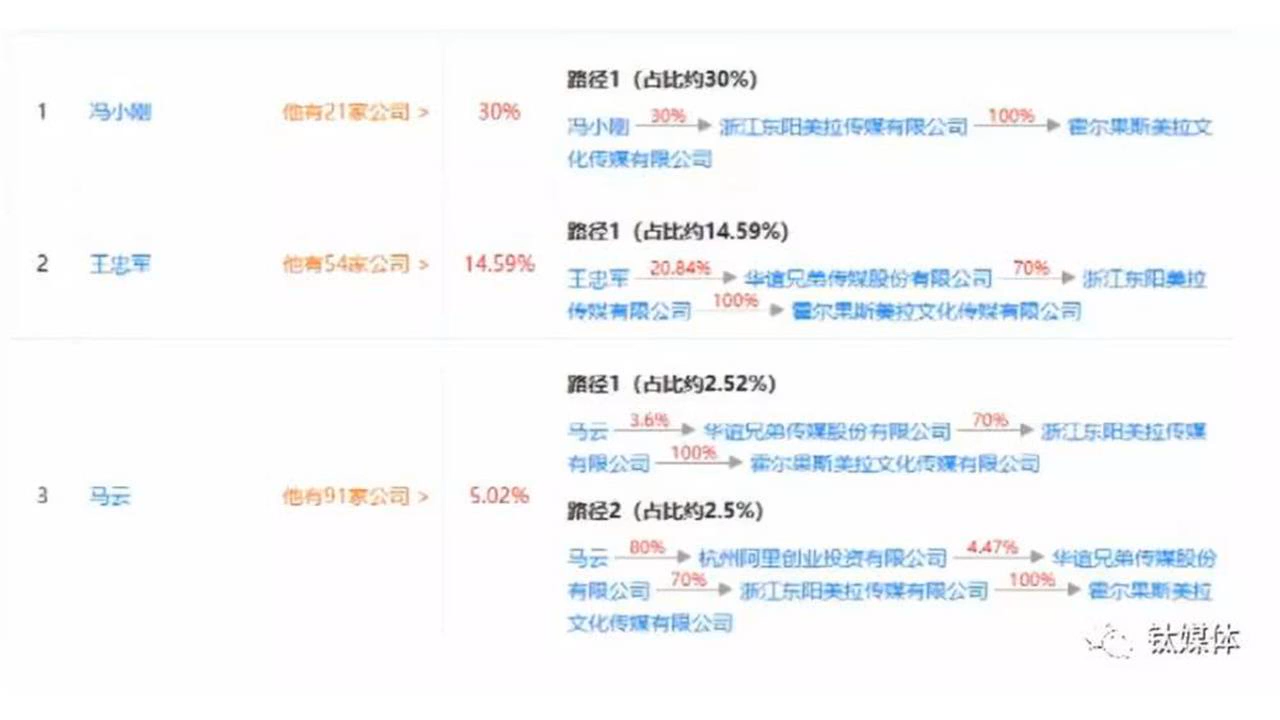 路径1（占比约30%）
1 冯小刚 他有21家公司 > 30%
30% 100%
冯小刚 浙江东阳美拉传媒有限公司 霍尔果斯美拉文
化传媒有限公司
路径1（占比约14.59%）
2 王忠军 他有54家公司 > 14.59%
20.84% 70%
王忠军 华谊兄弟传媒股份有限公司 浙江东阳美拉
100%
传媒有限公司 霍尔果斯美拉文化传媒有限公司
路径1（占比约2.52%）
3.6% 70%
马云 华谊兄弟传媒股份有限公司 浙江东阳美拉传媒
100%
有限公司 霍尔果斯美拉文化传媒有限公司
3 马云 他有91家公司 > 5.02%
路径2（占比约2.5%）
80% 4.47%
马云 杭州阿里创业投资有限公司 华谊兄弟传媒股份
70% 100%
有限公司 浙江东阳美拉传媒有限公司 霍尔果斯美拉
文化传媒有限公司
钛媒体